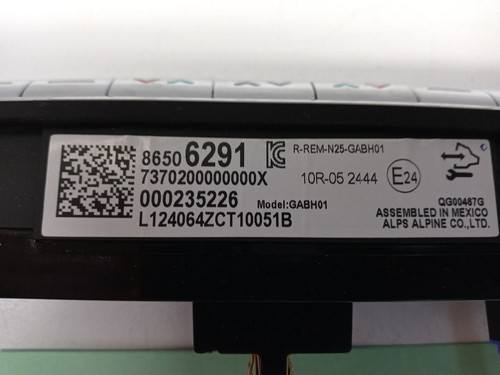 8650 6291
R-REM-N25-GABH01
7370200000000X
10R-05 2444
E24
000235226
Model:GABH01
QG00487G
L124064ZCT10051B
ASSEMBLED IN MEXICO
ALPS ALPINE CO.,LTD.